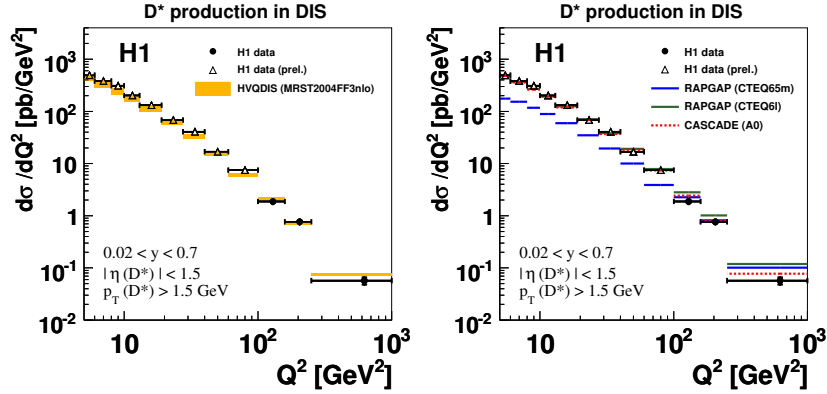 D* production in DIS
H1
H1 data
H1 data (prel.)
HVQDIS (MRST2004FF3nlo)
dσ/dQ² [pb/GeV²]
10³
10²
10
1
10⁻¹
10⁻²
0.02 < y < 0.7
|η(D*)| < 1.5
p_T (D*) > 1.5 GeV
10
10²
10³
Q² [GeV²]
D* production in DIS
H1
H1 data
H1 data (prel.)
RAPGAP (CTEQ65m)
RAPGAP (CTEQ6l)
CASCADE (A0)
dσ/dQ² [pb/GeV²]
10³
10²
10
1
10⁻¹
10⁻²
0.02 < y < 0.7
|η(D*)| < 1.5
p_T (D*) > 1.5 GeV
10
10²
10³
Q² [GeV²]